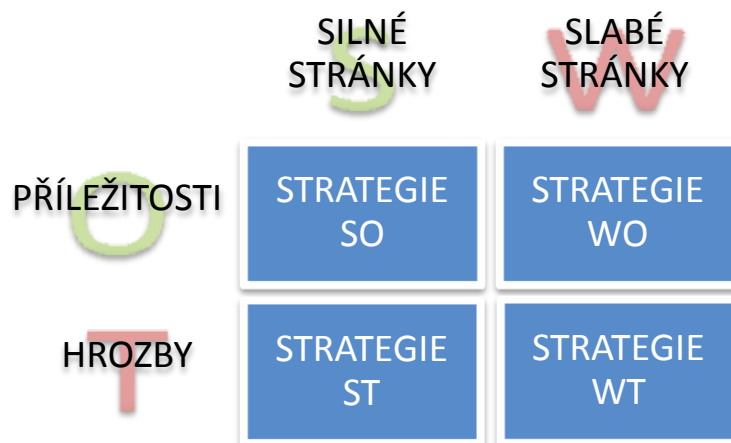 SILNÉ
STRÁNKY
S
SLABÉ
STRÁNKY
W
PŘÍLEŽITOSTI
O
STRATEGIE
SO
STRATEGIE
WO
HROZBY
T
STRATEGIE
ST
STRATEGIE
WT